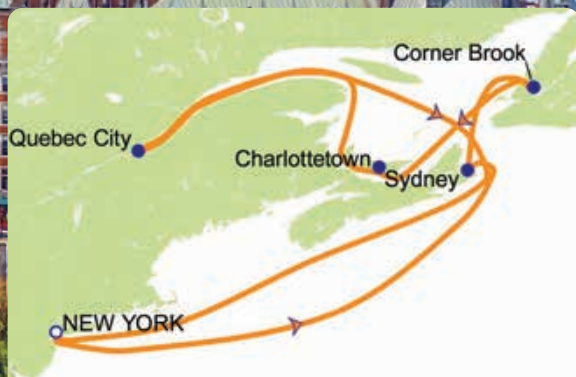 Corner Brook
Quebec City
Charlottetown
Sydney
NEW YORK